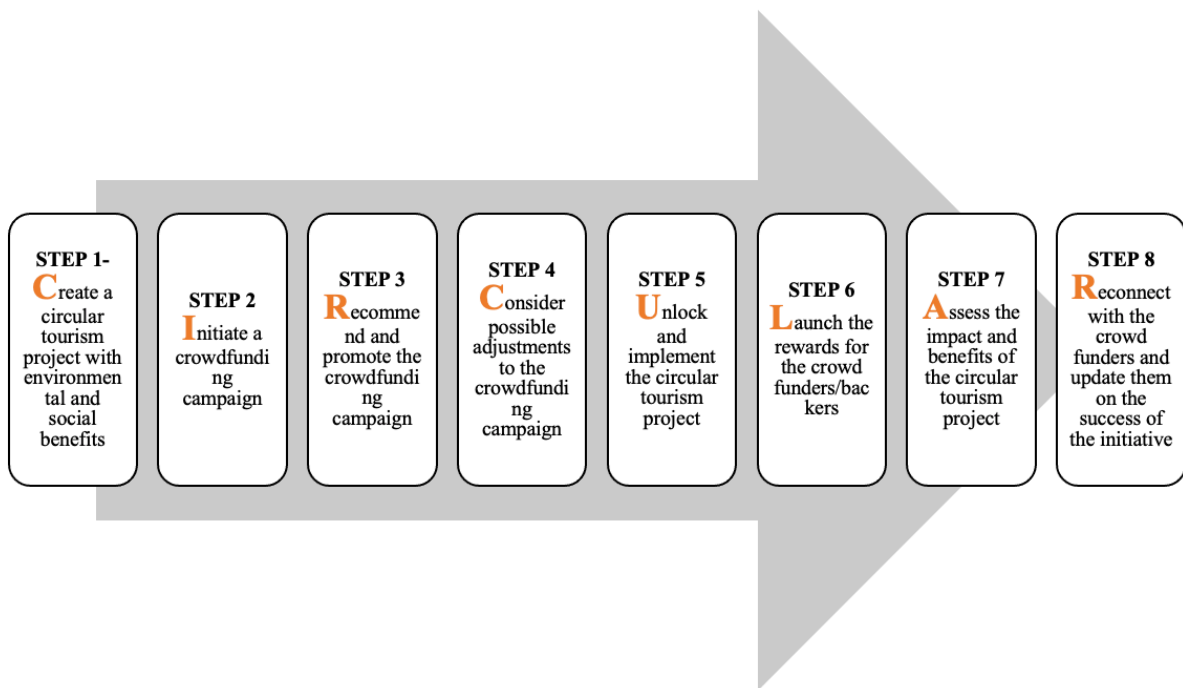 STEP 1-
Create a
circular
tourism
project with
environmen
tal and
social
benefits
STEP 2
Initiate a
crowdfundi
ng
campaign
STEP 3
Recomme
nd and
promote the
crowdfundi
ng
campaign
STEP 4
Consider
possible
adjustments
to the
crowdfundi
ng campaign
STEP 5
Unlock
and
implement
the circular
tourism
project
STEP 6
Launch the
rewards for
the crowd
funders/bac
kers
STEP 7
Assess the
impact and
benefits of
the circular
tourism
project
STEP 8
Reconnect
with the
crowd
funders and
update them
on the
success of
the initiative